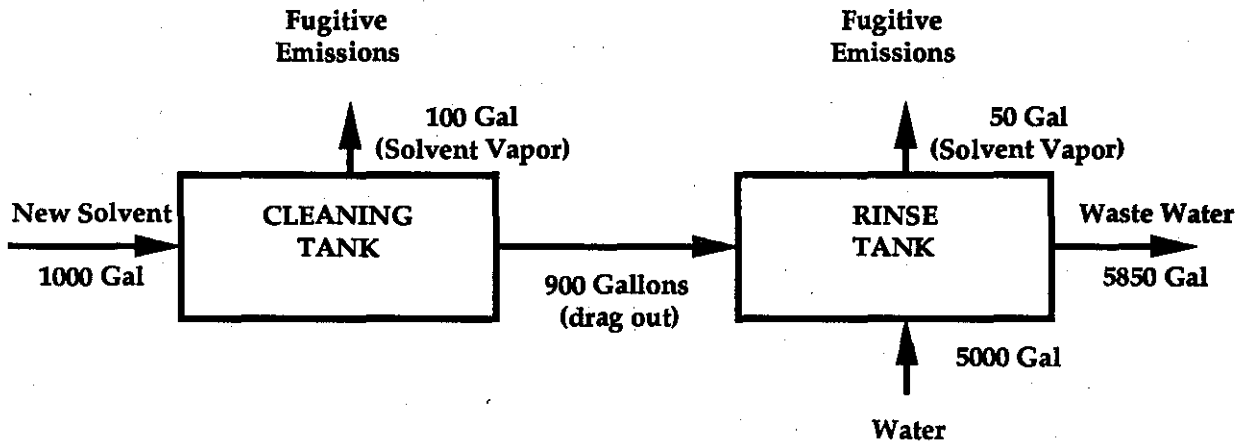 Fugitive
Emissions
Fugitive
Emissions
100 Gal
(Solvent Vapor)
50 Gal
(Solvent Vapor)
New Solvent
1000 Gal
CLEANING
TANK
900 Gallons
(drag out)
RINSE
TANK
Waste Water
5850 Gal
5000 Gal
Water